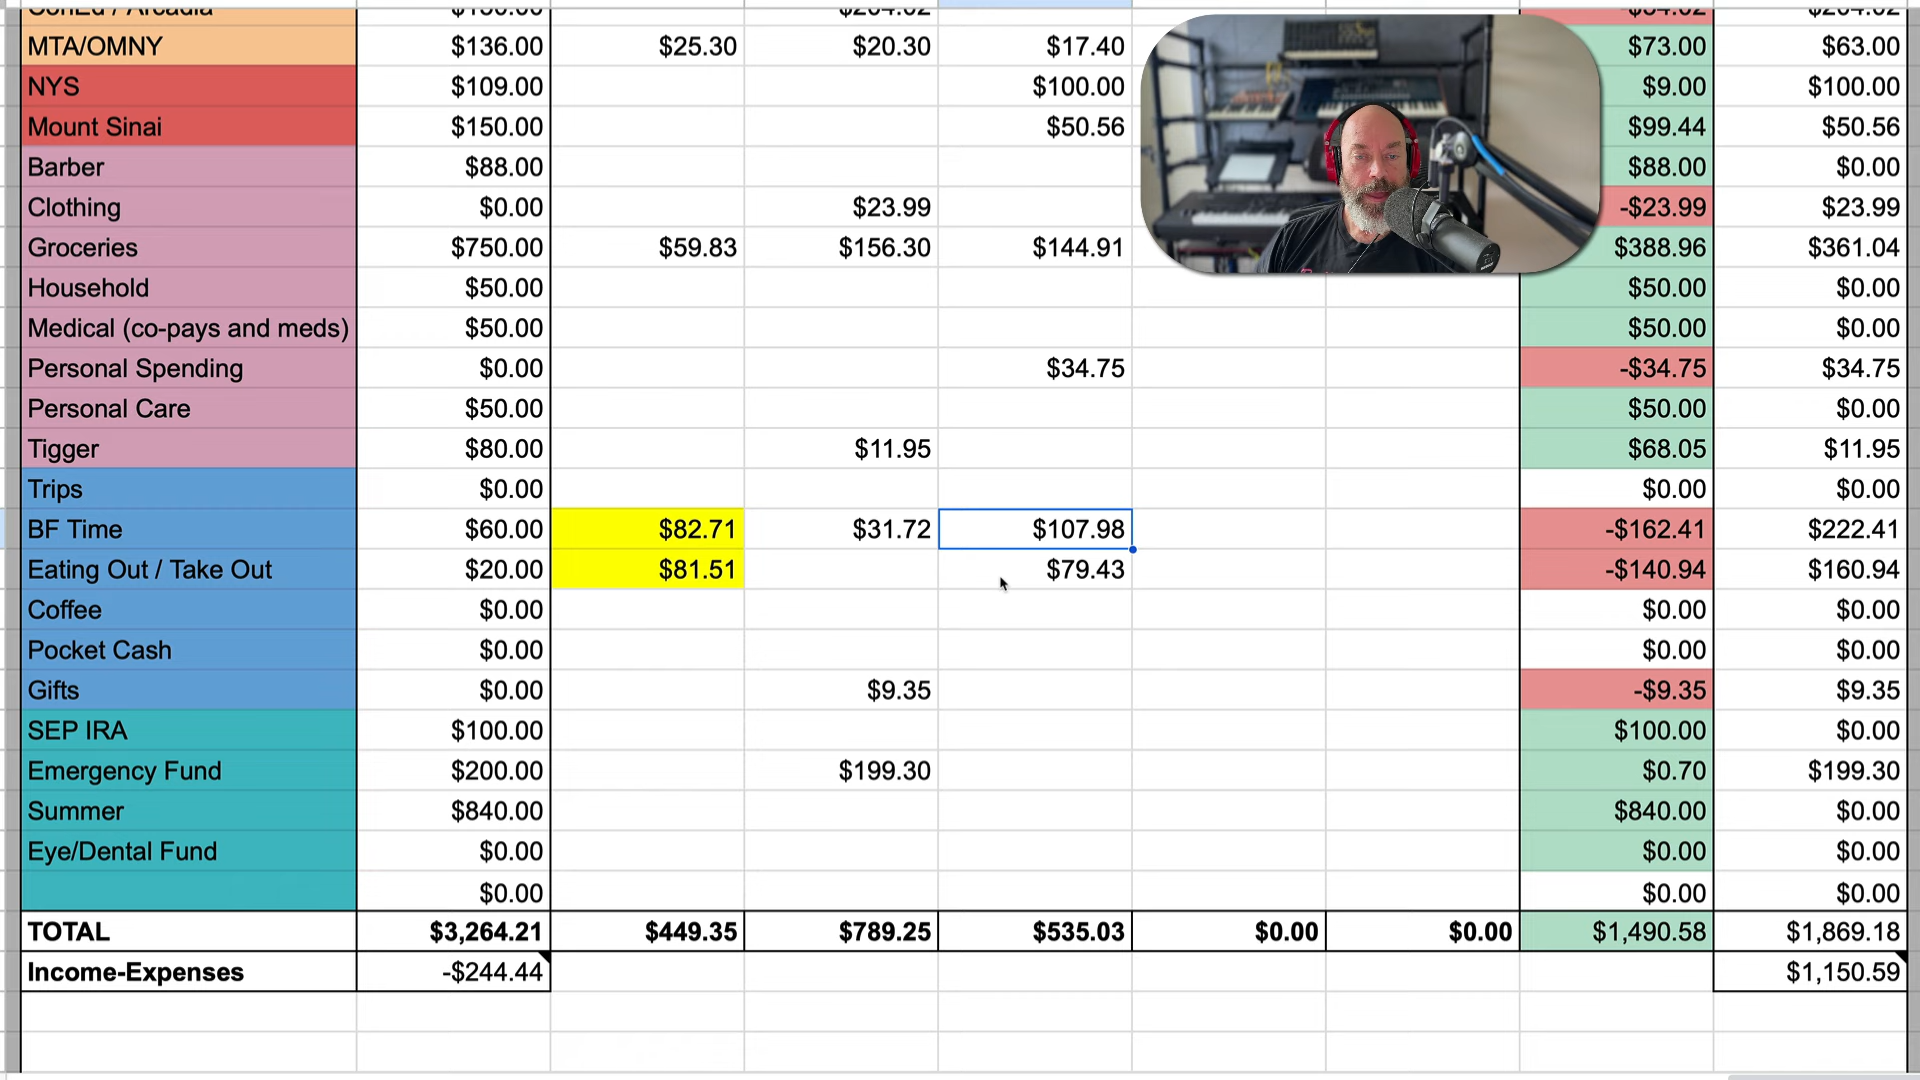 MTA/OMNY $136.00 $25.30 $20.30 $17.40 $73.00 $63.00
NYS $109.00 $100.00 $9.00 $100.00
Mount Sinai $150.00 $50.56 $99.44 $50.56
Barber $88.00 $88.00 $0.00
Clothing $0.00 $23.99 -$23.99 $23.99
Groceries $750.00 $59.83 $156.30 $144.91 $388.96 $361.04
Household $50.00 $50.00 $0.00
Medical (co-pays and meds) $50.00 $50.00 $0.00
Personal Spending $0.00 $34.75 -$34.75 $34.75
Personal Care $50.00 $50.00 $0.00
Tigger $80.00 $11.95 $68.05 $11.95
Trips $0.00 $0.00 $0.00
BF Time $60.00 $82.71 $31.72 $107.98 -$162.41 $222.41
Eating Out / Take Out $20.00 $81.51 $79.43 -$140.94 $160.94
Coffee $0.00 $0.00 $0.00
Pocket Cash $0.00 $0.00 $0.00
Gifts $0.00 $9.35 -$9.35 $9.35
SEP IRA $100.00 $100.00 $0.00
Emergency Fund $200.00 $199.30 $0.70 $199.30
Summer $840.00 $840.00 $0.00
Eye/Dental Fund $0.00 $0.00 $0.00
$0.00 $0.00 $0.00
TOTAL $3,264.21 $449.35 $789.25 $535.03 $0.00 $0.00 $1,490.58 $1,869.18
Income-Expenses -$244.44 $1,150.59